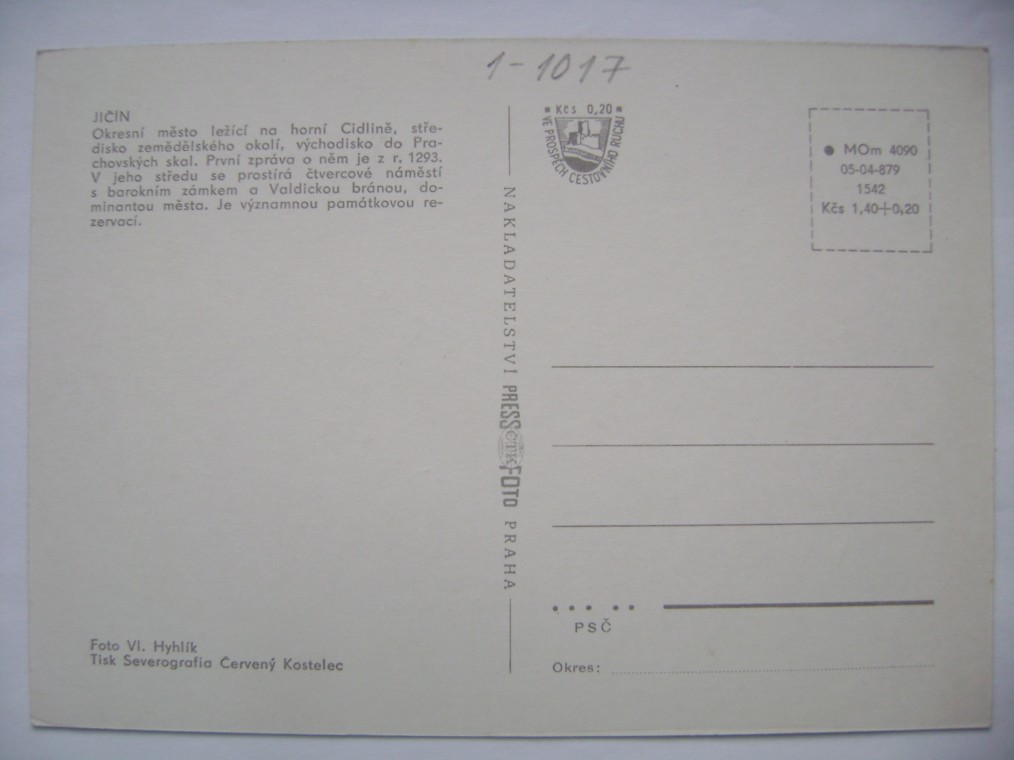 1-1017
JIČÍN
Okresní město ležící na horní Cidlině, stře-
disko zemědělského okolí, východisko do Pra-
chovských skal. První zpráva o něm je z r. 1293.
V jeho středu se prostírá čtvercové náměstí
s barokním zámkem a Valdickou bránou, do-
minantou města. Je významnou památkovou re-
zervací.
Foto Vl. Hyhlík
Tisk Severografia Červený Kostelec
NAKLADATELSTVÍ PRESSFOTO PRAHA
ČTK
Kčs 0,20
VE PROSPĚCH CESTOVNÍHO RUCHU
MOm 4090
05-04-879
1542
Kčs 1,40+0,20
PSČ
Okres: